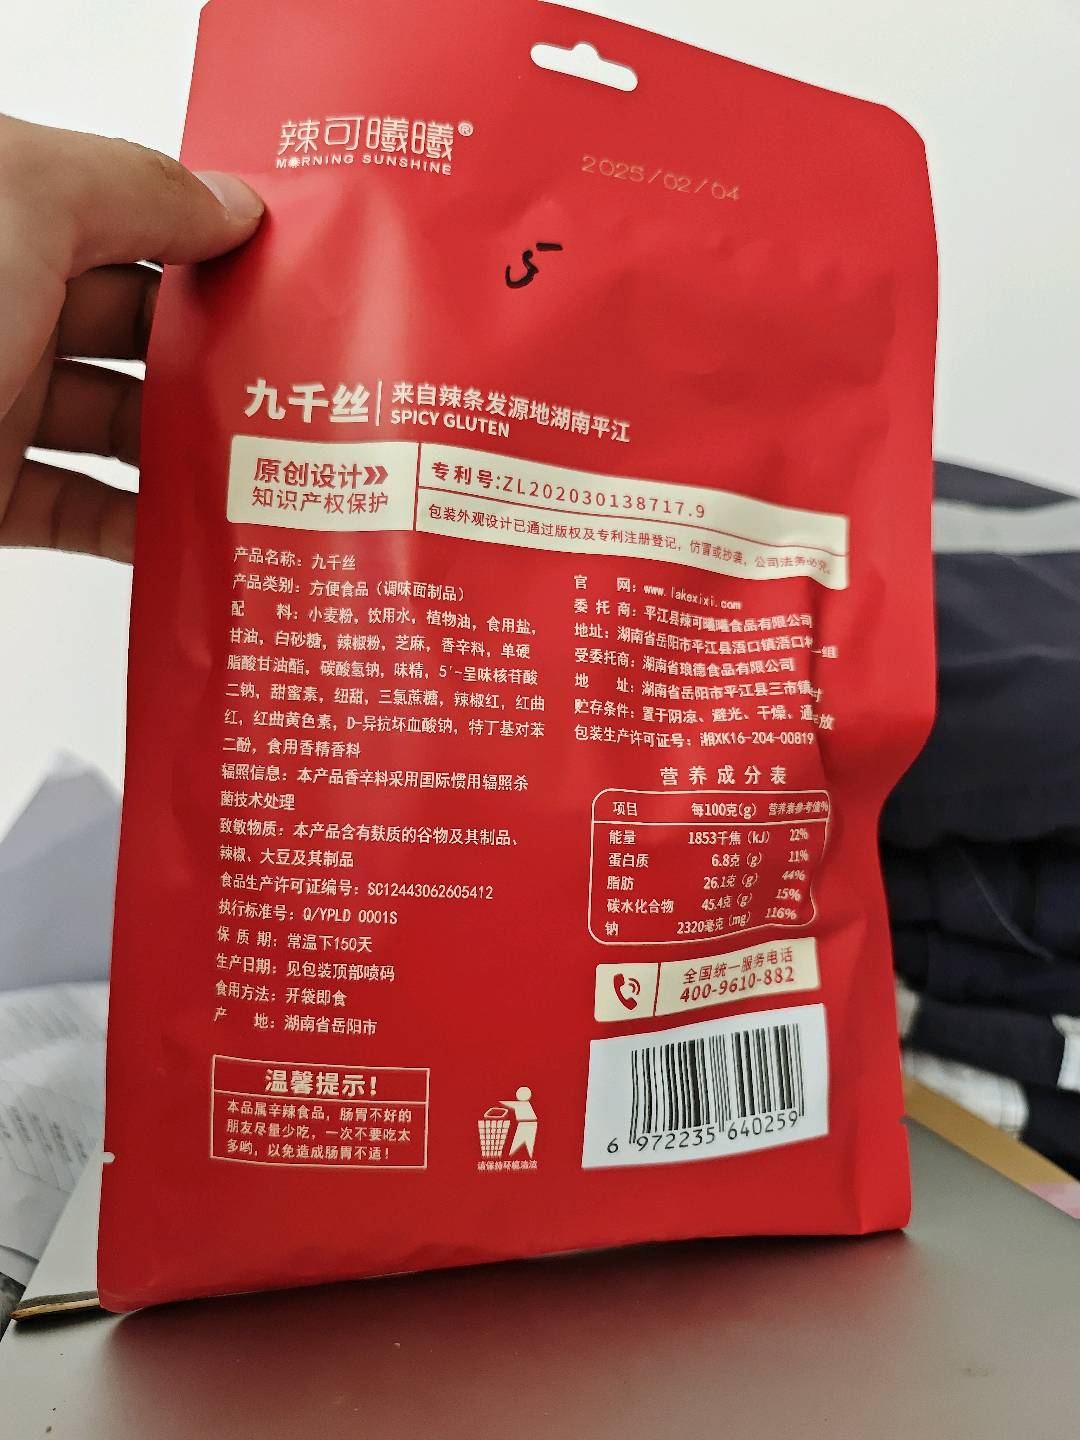 辣可曦曦®
MORNING SUNSHINE
2025/02/04
5
九千丝
来自辣条发源地湖南平江
SPICY GLUTEN
原创设计
知识产权保护
专利号:ZL202030138717.9
包装外观设计已通过版权及专利注册登记，仿冒或抄袭，公司法务必究。
产品名称：九千丝
产品类别：方便食品（调味面制品）
配 料：小麦粉，饮用水，植物油，食用盐，
甘油，白砂糖，辣椒粉，芝麻，香辛料，单硬
脂酸甘油酯，碳酸氢钠，味精，5'-呈味核苷酸
二钠，甜蜜素，纽甜，三氯蔗糖，辣椒红，红曲
红，红曲黄色素，D-异抗坏血酸钠，特丁基对苯
二酚，食用香精香料
辐照信息：本产品香辛料采用国际惯用辐照杀
菌技术处理
致敏物质：本产品含有麸质的谷物及其制品、
辣椒、大豆及其制品
食品生产许可证编号：SC12443062605412
执行标准号：Q/YPLD 0001S
保 质 期：常温下150天
生产日期：见包装顶部喷码
食用方法：开袋即食
产 地：湖南省岳阳市
温馨提示！
本品属辛辣食品，肠胃不好的
朋友尽量少吃，一次不要吃太
多哟，以免造成肠胃不适！
请保持环境清洁
官 网：www.lakexixi.com
委 托 商：平江县辣可曦曦食品有限公司
地址：湖南省岳阳市平江县浯口镇浯口村 组
受委托商：湖南省琅德食品有限公司
地 址：湖南省岳阳市平江县三市镇
贮存条件：置于阴凉、避光、干燥、通 放
包装生产许可证号：湘XK16-204-00819
营养成分表
项目 每100克(g) 营养素参考值%
能量 1853千焦（kJ） 22%
蛋白质 6.8克（g） 11%
脂肪 26.1克（g） 44%
碳水化合物 45.4克（g） 15%
钠 2320毫克（mg） 116%
全国统一服务电话
400-9610-882
6 972235 640259